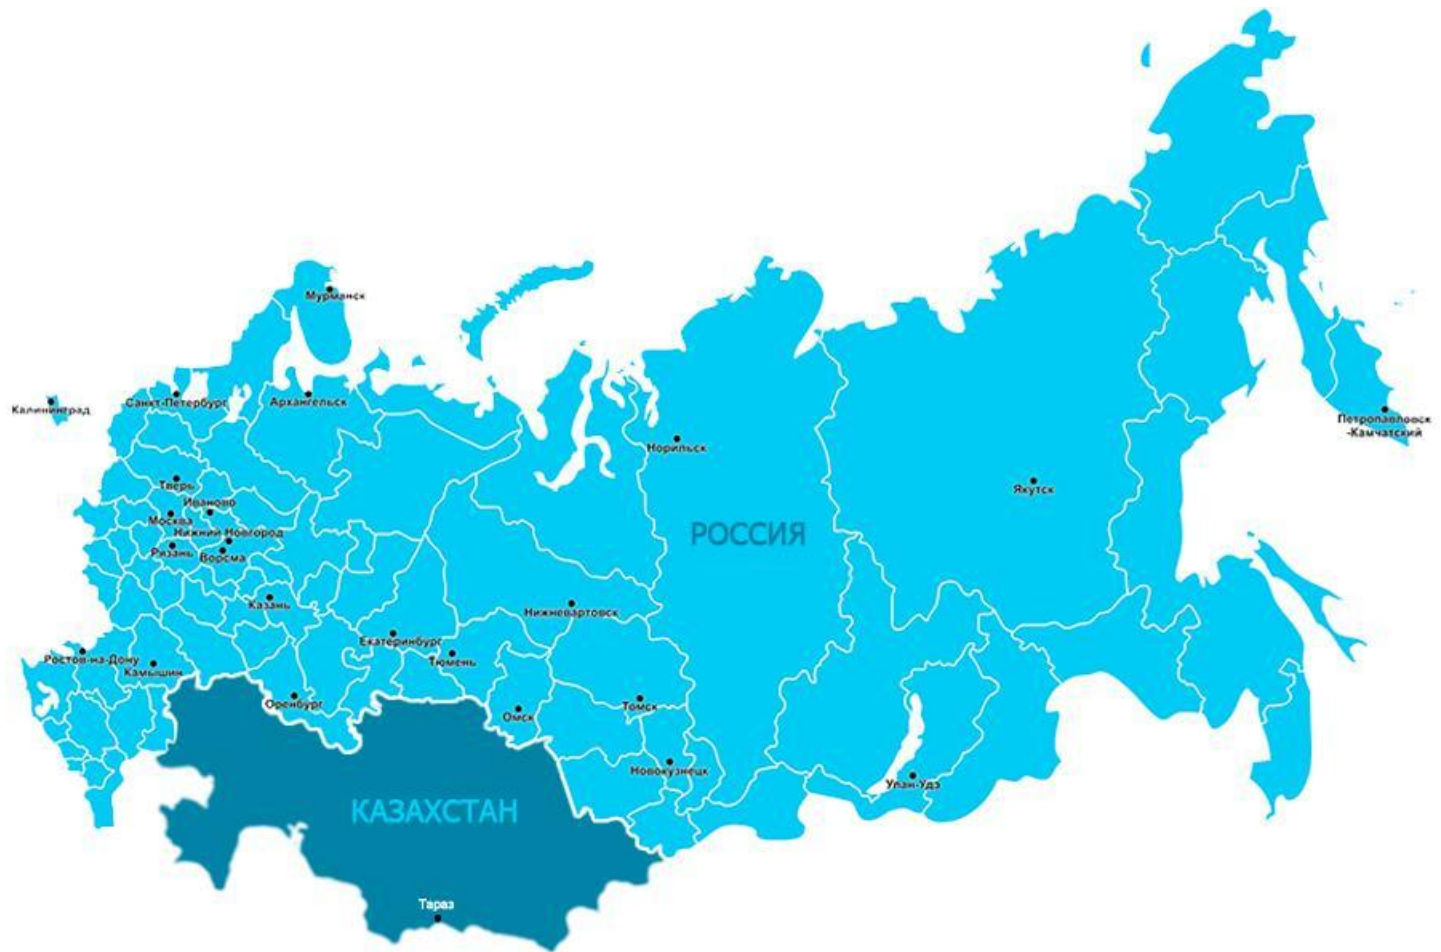 Мурманск
Калининград
Санкт-Петербург
Архангельск
Петропавловск
-Камчатский
Норильск
Тверь
Якутск
Иваново
Москва
РОССИЯ
Нижний Новгород
Рязань
Ворсма
Казань
Нижневартовск
Екатеринбург
Ростов-на-Дону
Тюмень
Камышин
Оренбург
Томск
Омск
Новокузнецк
Улан-Удэ
КАЗАХСТАН
Тараз